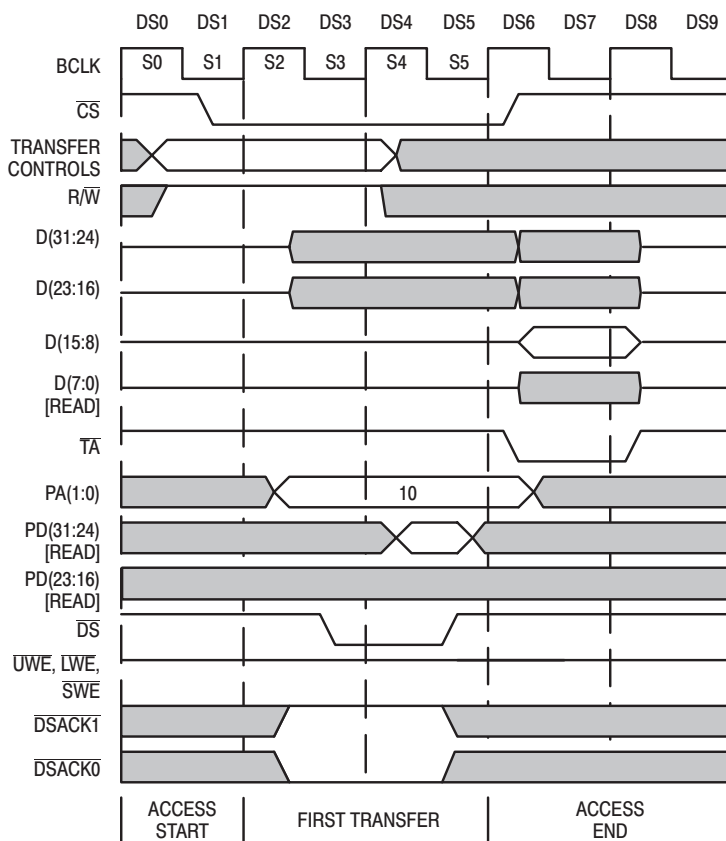 DS0 DS1 DS2 DS3 DS4 DS5 DS6 DS7 DS8 DS9
BCLK S0 S1 S2 S3 S4 S5
CS
TRANSFER
CONTROLS
R/W
D(31:24)
D(23:16)
D(15:8)
D(7:0)
[READ]
TA
PA(1:0) 10
PD(31:24)
[READ]
PD(23:16)
[READ]
DS
UWE, LWE,
SWE
DSACK1
DSACK0
ACCESS
START
FIRST TRANSFER
ACCESS
END